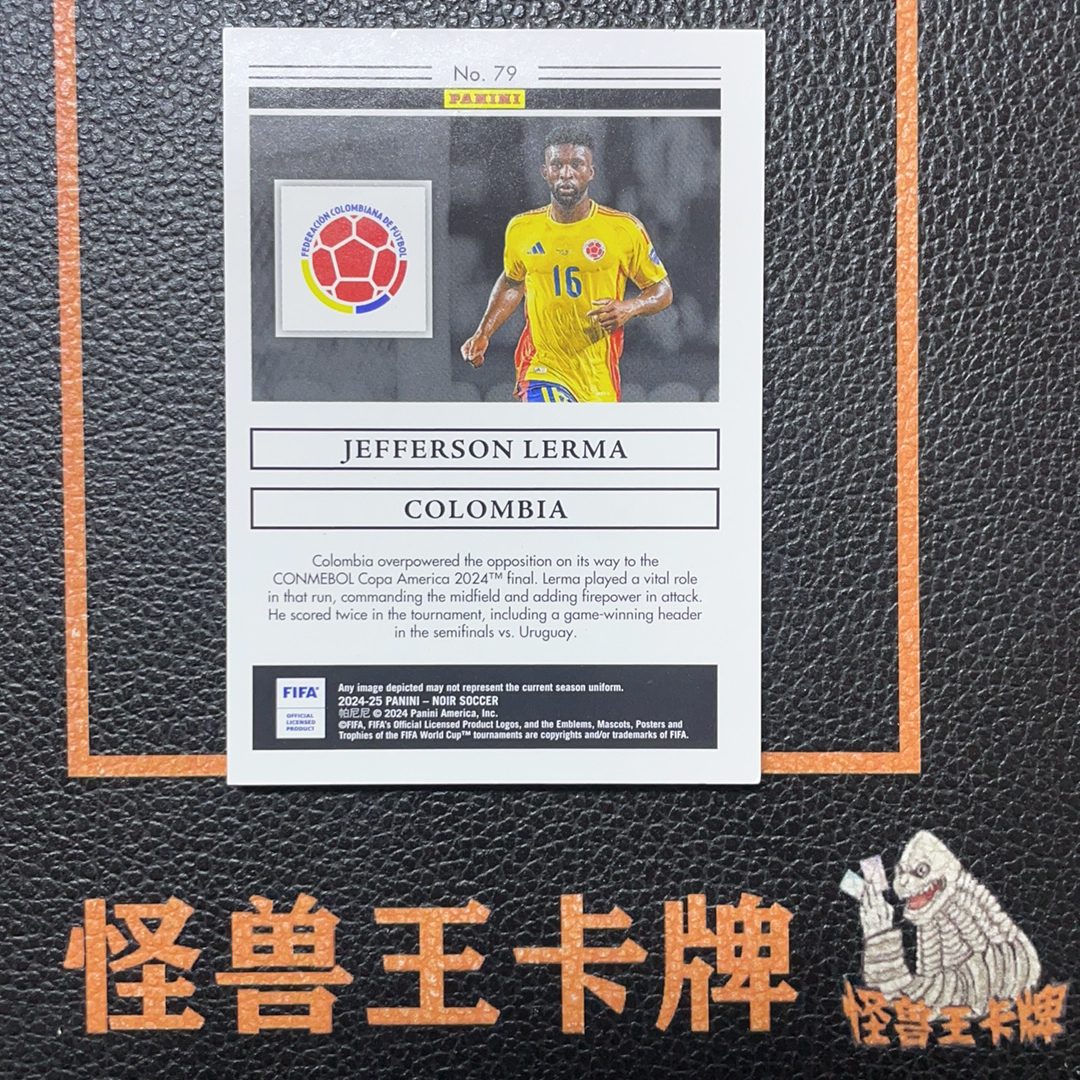 No. 79
PANINI
FEDERACIÓN COLOMBIANA DE FÚTBOL
16
16
JEFFERSON LERMA
COLOMBIA
Colombia overpowered the opposition on its way to the
CONMEBOL Copa America 2024™ final. Lerma played a vital role
in that run, commanding the midfield and adding firepower in attack.
He scored twice in the tournament, including a game-winning header
in the semifinals vs. Uruguay.
FIFA®
OFFICIAL
LICENSED
PRODUCT
Any image depicted may not represent the current season uniform.
2024-25 PANINI – NOIR SOCCER
帕尼尼 © 2024 Panini America, Inc.
©FIFA, FIFA's Official Licensed Product Logos, and the Emblems, Mascots, Posters and
Trophies of the FIFA World Cup™ tournaments are copyrights and/or trademarks of FIFA.
怪兽王卡牌
怪兽王卡牌